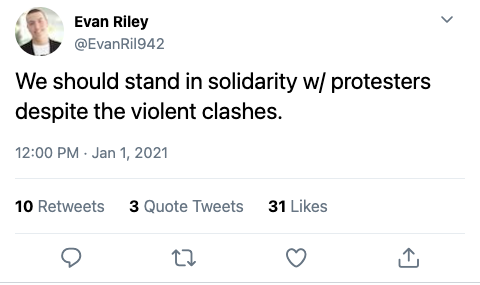 Evan Riley
@EvanRil942
We should stand in solidarity w/ protesters
despite the violent clashes.
12:00 PM · Jan 1, 2021
10 Retweets 3 Quote Tweets 31 Likes